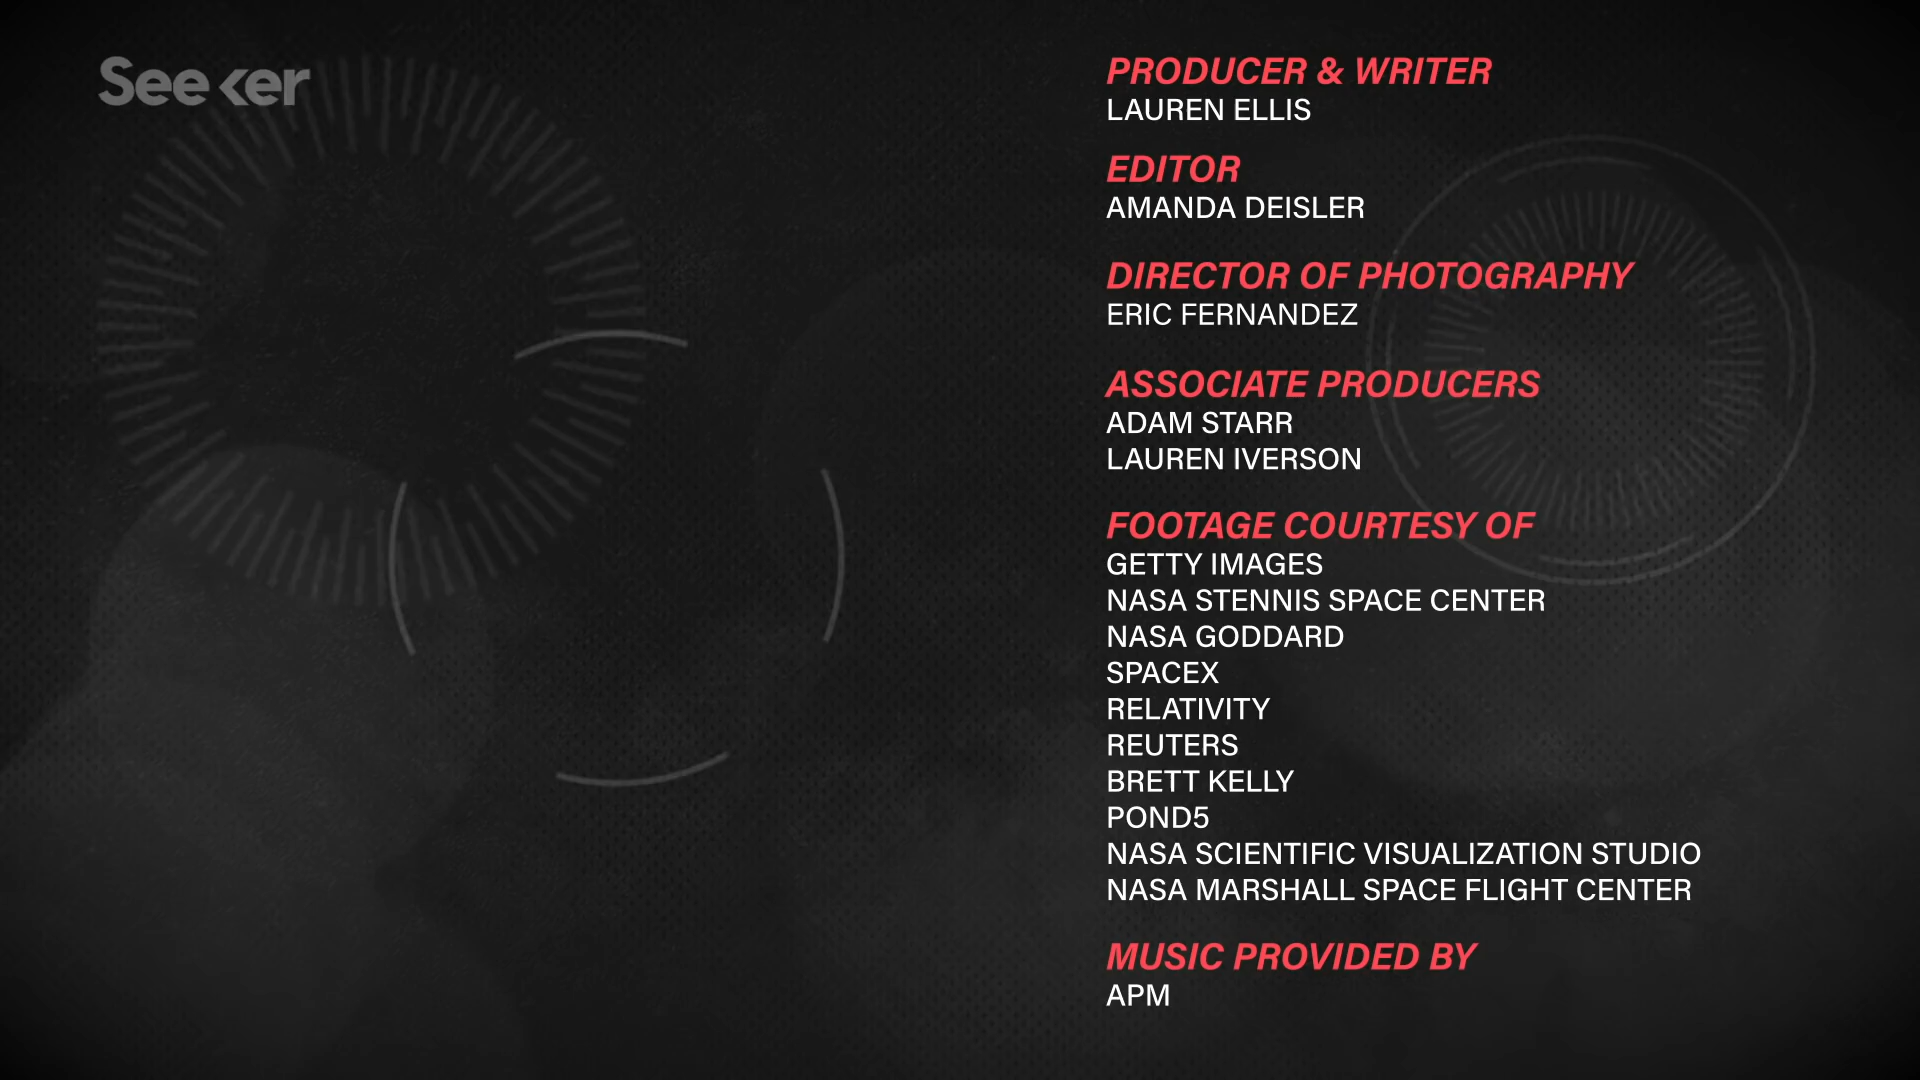 Seeker
PRODUCER & WRITER
LAUREN ELLIS
EDITOR
AMANDA DEISLER
DIRECTOR OF PHOTOGRAPHY
ERIC FERNANDEZ
ASSOCIATE PRODUCERS
ADAM STARR
LAUREN IVERSON
FOOTAGE COURTESY OF
GETTY IMAGES
NASA STENNIS SPACE CENTER
NASA GODDARD
SPACEX
RELATIVITY
REUTERS
BRETT KELLY
POND5
NASA SCIENTIFIC VISUALIZATION STUDIO
NASA MARSHALL SPACE FLIGHT CENTER
MUSIC PROVIDED BY
APM